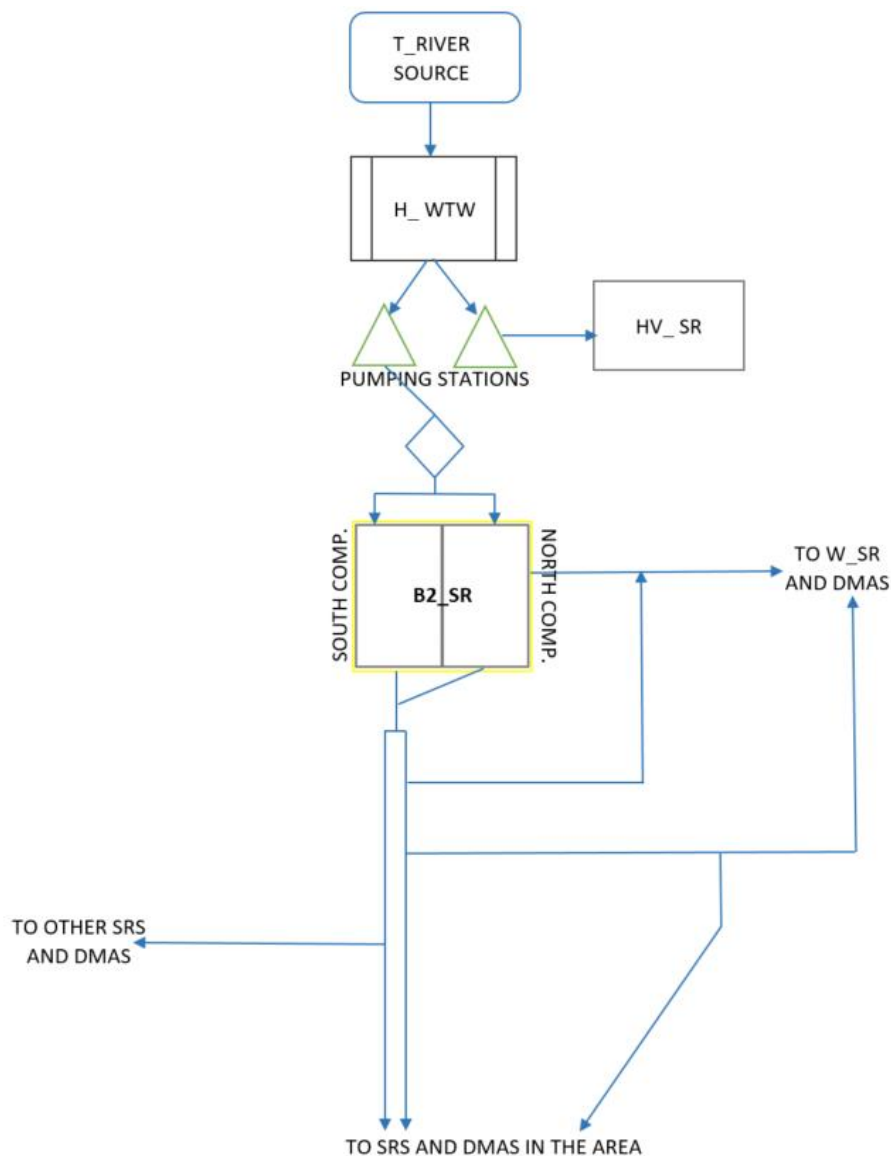 T_RIVER
SOURCE
H_ WTW
HV_ SR
PUMPING STATIONS
SOUTH COMP.
B2_SR
NORTH COMP.
TO W_SR
AND DMAS
TO OTHER SRS
AND DMAS
TO SRS AND DMAS IN THE AREA